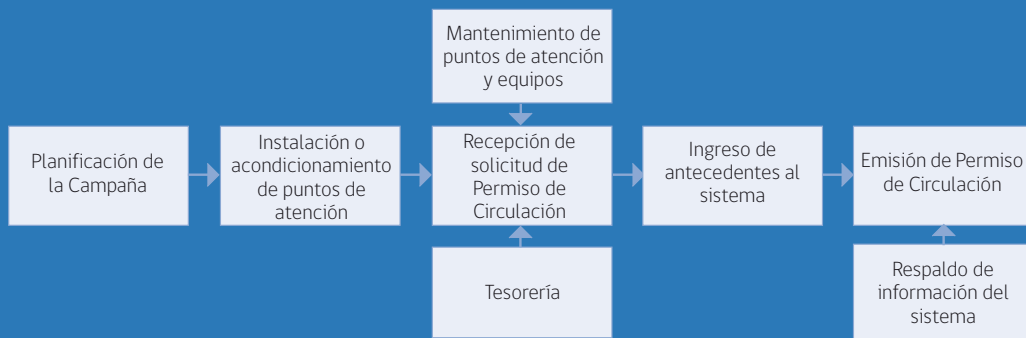 Mantenimiento de
puntos de atención
y equipos
Planificación de
la Campaña
Instalación o
acondicionamiento
de puntos de
atención
Recepción de
solicitud de
Permiso de
Circulación
Ingreso de
antecedentes al
sistema
Emisión de Permiso
de Circulación
Tesorería
Respaldo de
información del
sistema